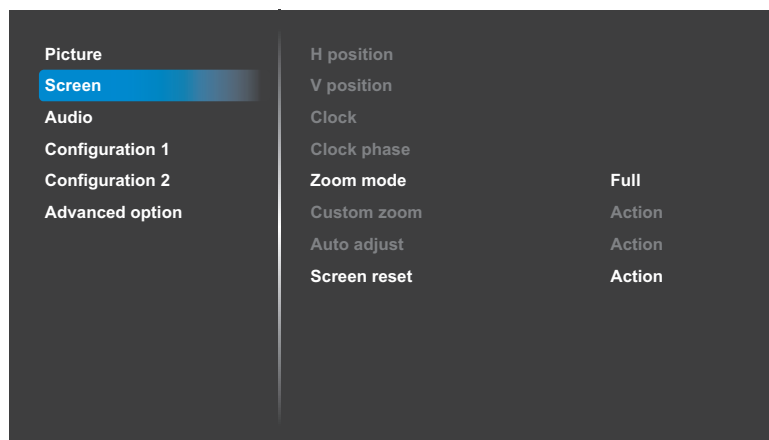 Picture
Screen
Audio
Configuration 1
Configuration 2
Advanced option
H position
V position
Clock
Clock phase
Zoom mode Full
Custom zoom Action
Auto adjust Action
Screen reset Action